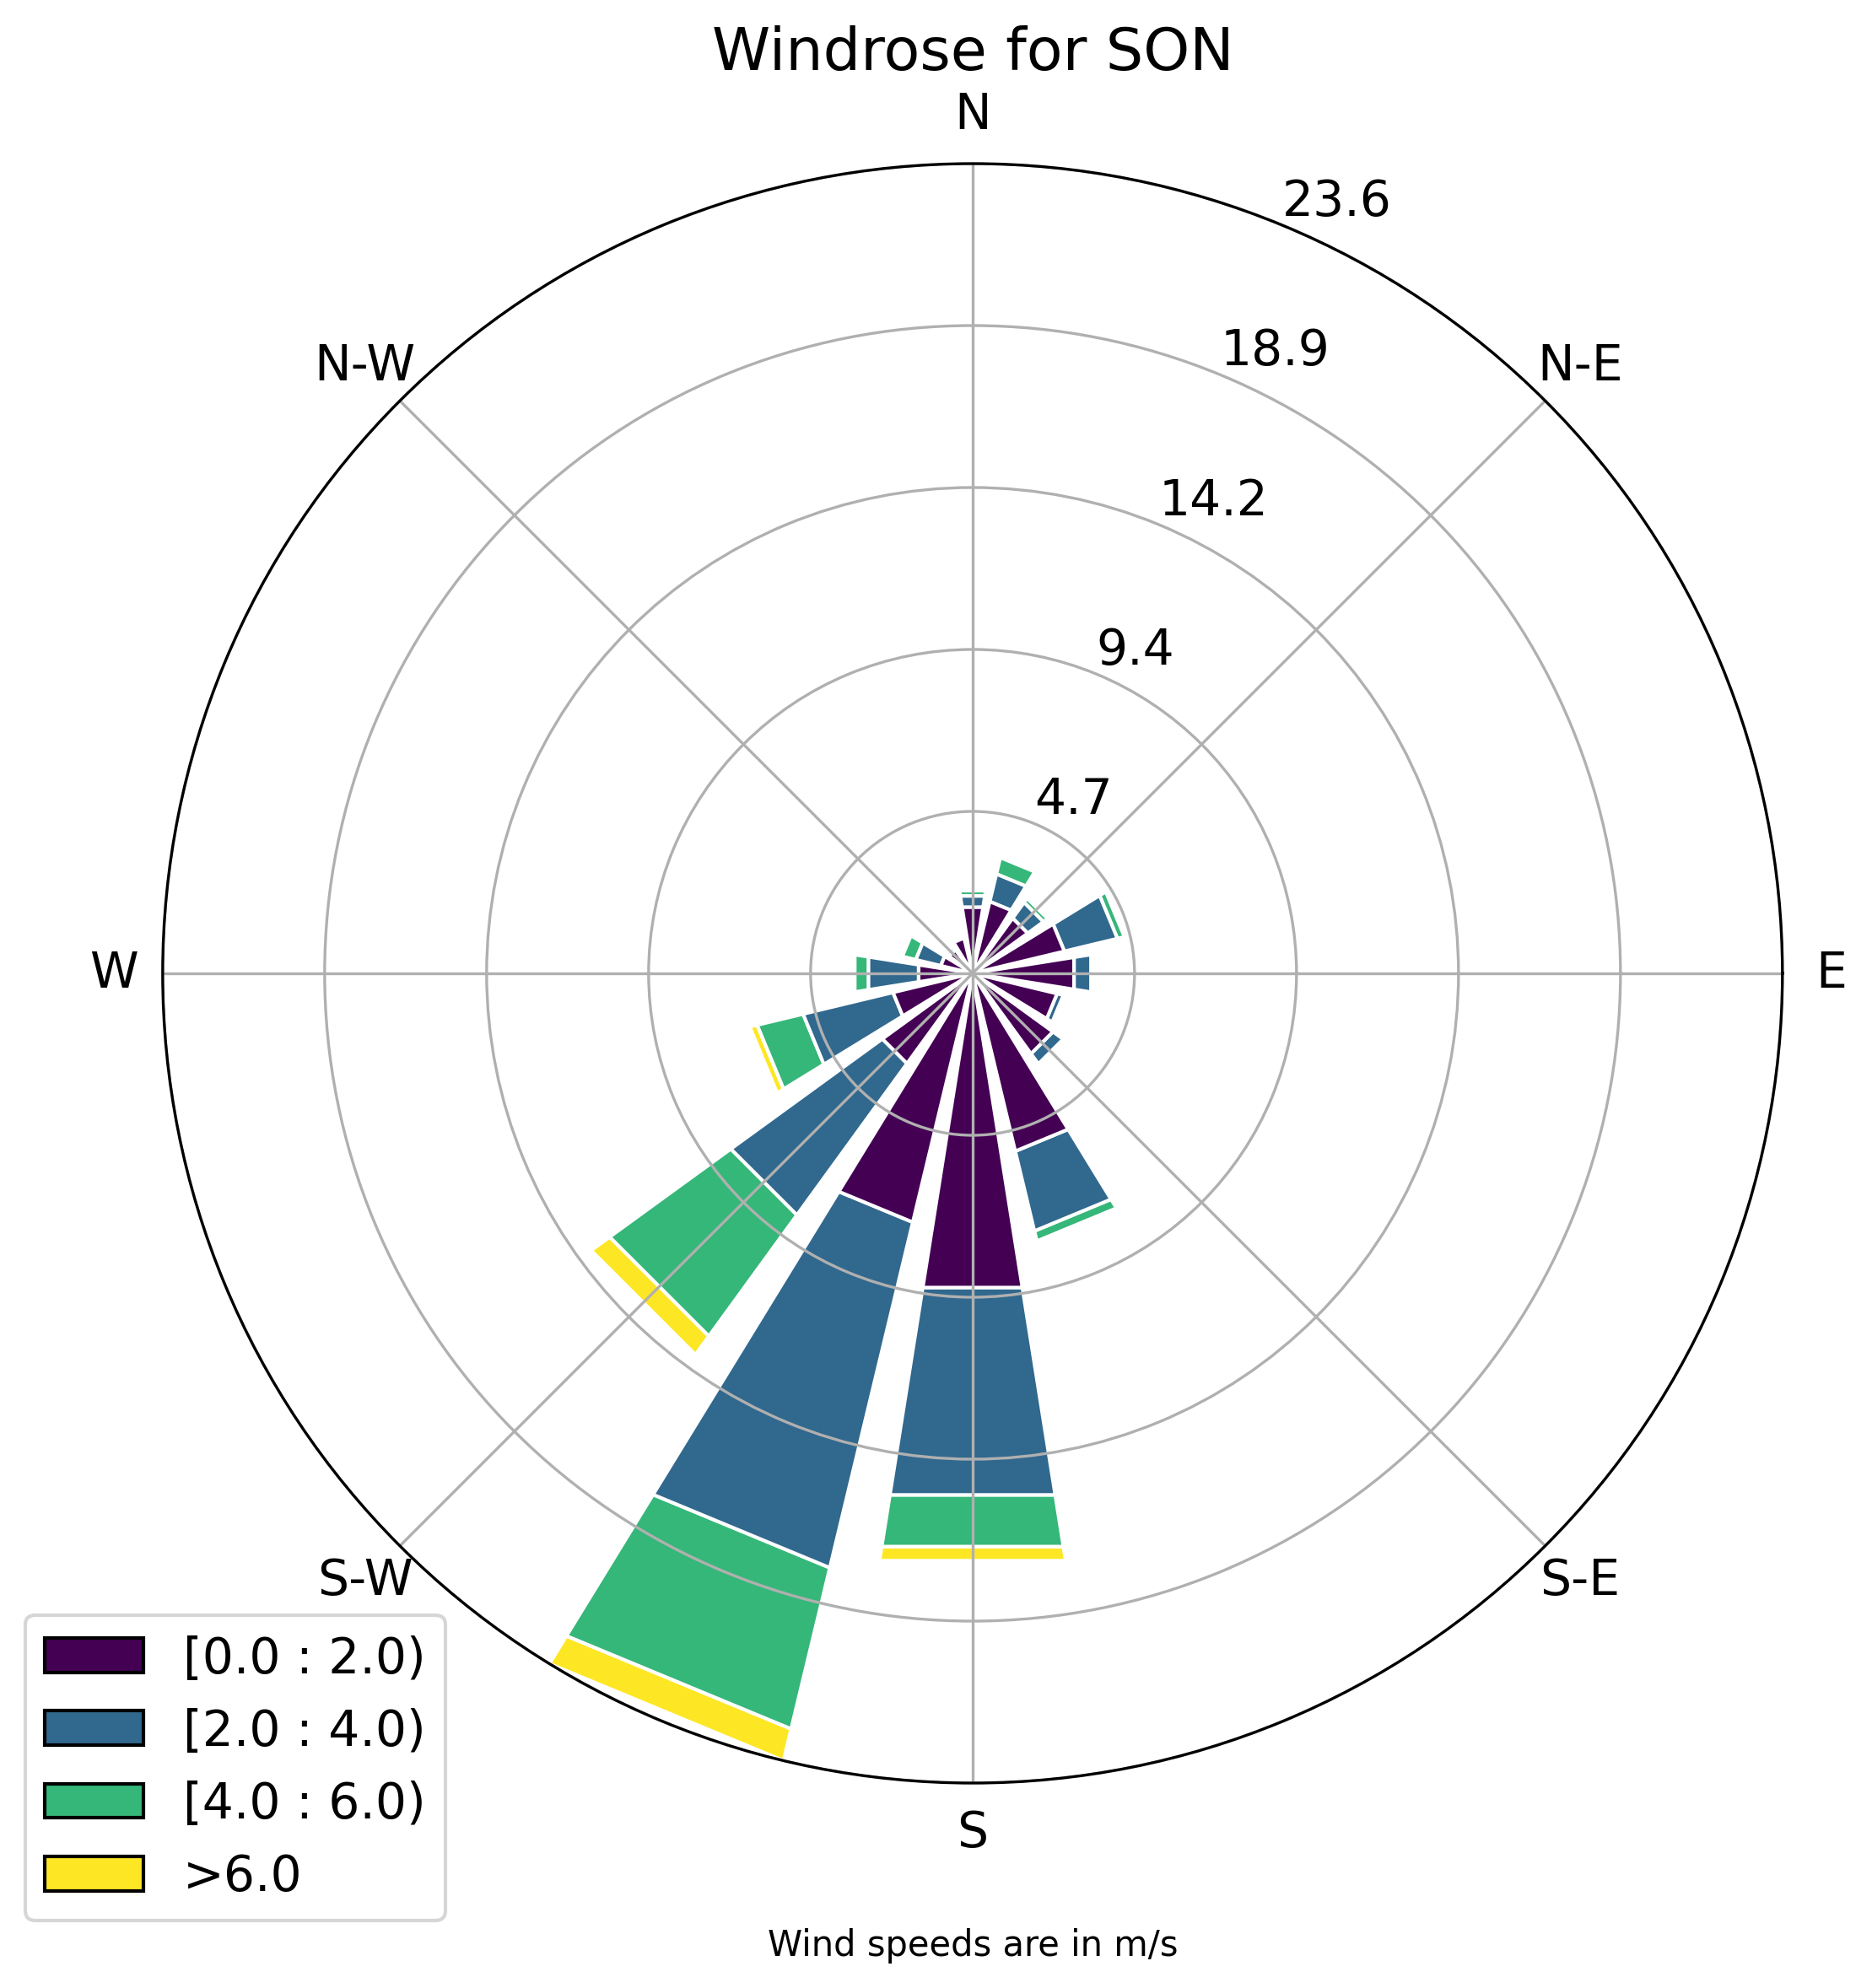 Windrose for SON
N
23.6
N-W
18.9
N-E
14.2
9.4
4.7
W
E
S-W
S-E
[0.0 : 2.0)
[2.0 : 4.0)
[4.0 : 6.0)
S
>6.0
Wind speeds are in m/s